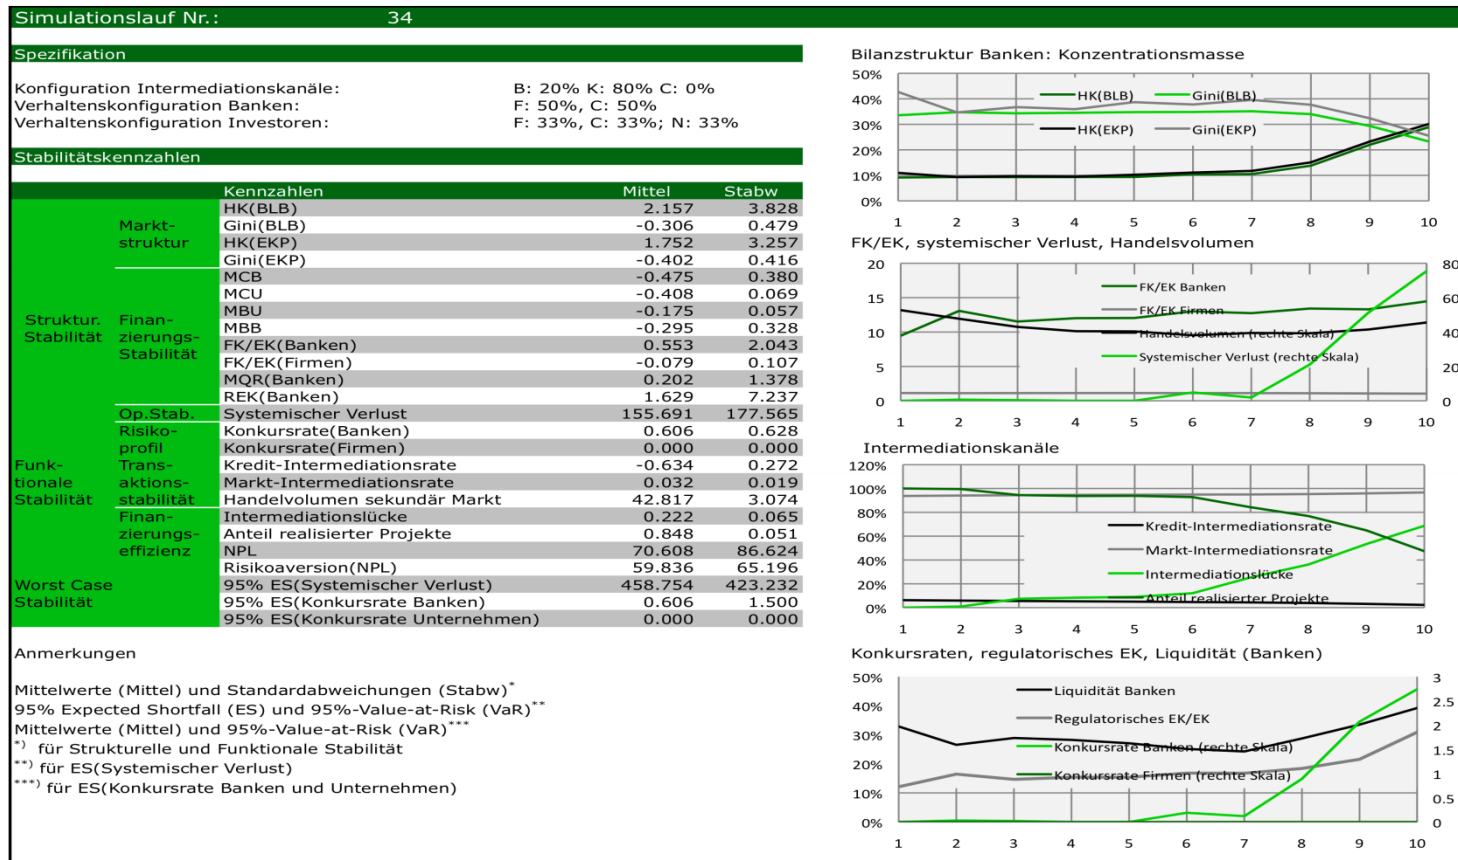 Simulationslauf Nr.: 34
Spezifikation
Konfiguration Intermediationskanäle: B: 20% K: 80% C: 0%
Verhaltenskonfiguration Banken: F: 50%, C: 50%
Verhaltenskonfiguration Investoren: F: 33%, C: 33%; N: 33%
Stabilitätskennzahlen
Kennzahlen Mittel Stabw
Struktur. Stabilität
Markt-struktur
HK(BLB) 2.157 3.828
Gini(BLB) -0.306 0.479
HK(EKP) 1.752 3.257
Gini(EKP) -0.402 0.416
Finan-zierungs-Stabilität
MCB -0.475 0.380
MCU -0.408 0.069
MBU -0.175 0.057
MBB -0.295 0.328
FK/EK(Banken) 0.553 2.043
FK/EK(Firmen) -0.079 0.107
MQR(Banken) 0.202 1.378
REK(Banken) 1.629 7.237
Funk-tionale Stabilität
Op.Stab. Systemischer Verlust 155.691 177.565
Risiko-profil
Konkursrate(Banken) 0.606 0.628
Konkursrate(Firmen) 0.000 0.000
Trans-aktions-stabilität
Kredit-Intermediationsrate -0.634 0.272
Markt-Intermediationsrate 0.032 0.019
Handelvolumen sekundär Markt 42.817 3.074
Finan-zierungs-effizienz
Intermediationslücke 0.222 0.065
Anteil realisierter Projekte 0.848 0.051
NPL 70.608 86.624
Risikoaversion(NPL) 59.836 65.196
Worst Case Stabilität
95% ES(Systemischer Verlust) 458.754 423.232
95% ES(Konkursrate Banken) 0.606 1.500
95% ES(Konkursrate Unternehmen) 0.000 0.000
Anmerkungen
Mittelwerte (Mittel) und Standardabweichungen (Stabw)*
95% Expected Shortfall (ES) und 95%-Value-at-Risk (VaR)**
Mittelwerte (Mittel) und 95%-Value-at-Risk (VaR)***
*) für Strukturelle und Funktionale Stabilität
**) für ES(Systemischer Verlust)
***) für ES(Konkursrate Banken und Unternehmen)
Bilanzstruktur Banken: Konzentrationsmasse
50%
40%
30%
20%
10%
0%
HK(BLB) Gini(BLB)
HK(EKP) Gini(EKP)
1 2 3 4 5 6 7 8 9 10
FK/EK, systemischer Verlust, Handelsvolumen
20 80
15 60
10 40
5 20
0 0
FK/EK Banken
FK/EK Firmen
Handelsvolumen (rechte Skala)
Systemischer Verlust (rechte Skala)
1 2 3 4 5 6 7 8 9 10
Intermediationskanäle
120%
100%
80%
60%
40%
20%
0%
Kredit-Intermediationsrate
Markt-Intermediationsrate
Intermediationslücke
Anteil realisierter Projekte
1 2 3 4 5 6 7 8 9 10
Konkursraten, regulatorisches EK, Liquidität (Banken)
50%
40%
30%
20%
10%
0%
3
2.5
2
1.5
1
0.5
0
Liquidität Banken
Regulatorisches EK/EK
Konkursrate Banken (rechte Skala)
Konkursrate Firmen (rechte Skala)
1 2 3 4 5 6 7 8 9 10